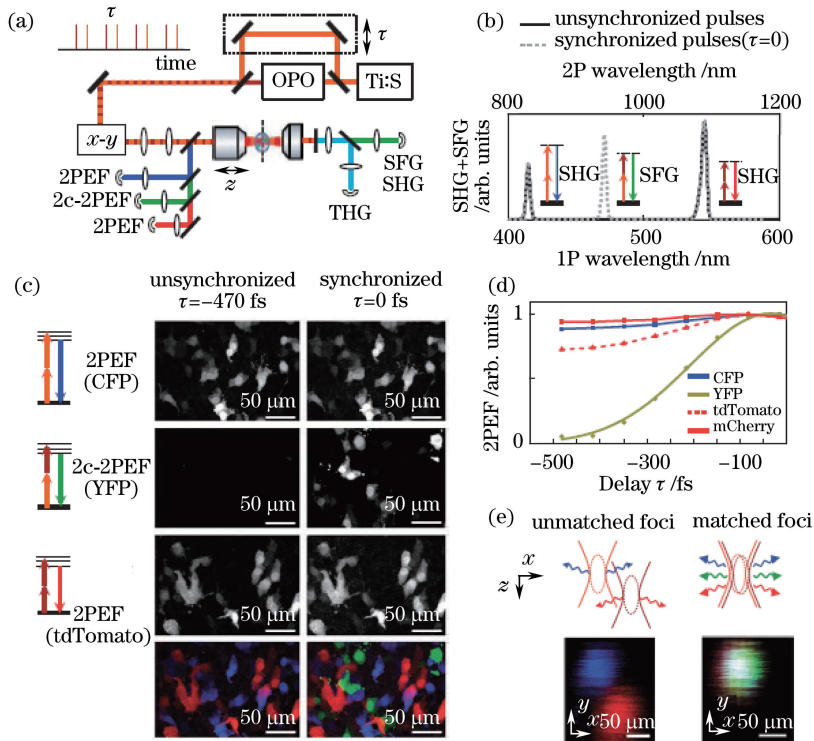 (a)
τ
time
τ
OPO
Ti:S
x-y
2PEF
2c-2PEF
2PEF
z
SFG
SHG
THG
(b)
unsynchronized pulses
synchronized pulses(τ=0)
2P wavelength /nm
800
1000
1200
SHG+SFG
/arb. units
SHG
SFG
SHG
400
500
600
1P wavelength /nm
(c)
unsynchronized
τ=−470 fs
synchronized
τ=0 fs
2PEF
(CFP)
50 μm
50 μm
2c-2PEF
(YFP)
50 μm
50 μm
2PEF
(tdTomato)
50 μm
50 μm
50 μm
50 μm
(d)
2PEF /arb. units
1
0
1
0
CFP
YFP
tdTomato
mCherry
−500
−300
−100
Delay τ /fs
(e)
unmatched foci
matched foci
x
z
y
x
50 μm
y
x
50 μm